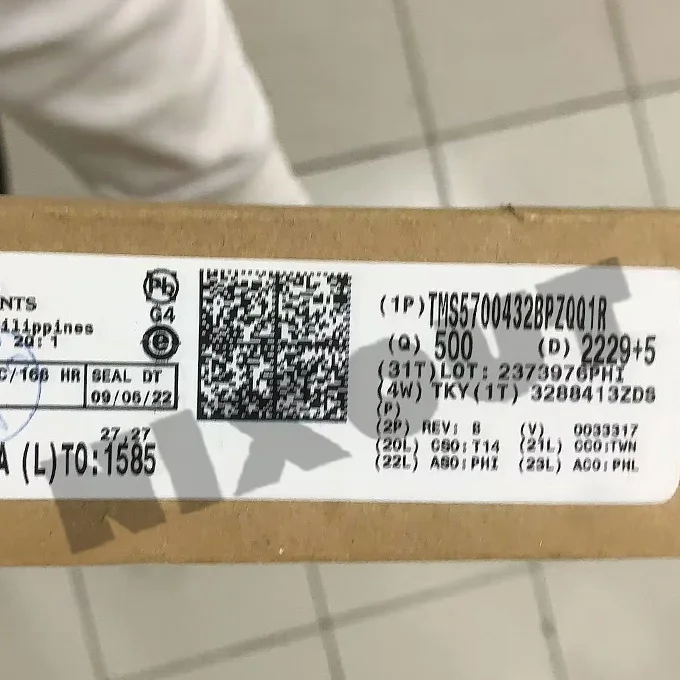 NTS
ilippines
2Q: 1
Pb
G4
e
C/168 HR
SEAL DT
09/06/22
27,27
A (L)TO:1585
(1P)TMS5700432BPZQQ1R
(Q) 500 (D) 2229+5
(31T)LOT: 2373976PHI
(4W) TKY(1T) 3288413ZDS
(P)
(2P) REV: B (V) 0033317
(20L) CSO:T14 (21L) CCO:TWN
(22L) ASO:PHI (23L) ACO:PHL
NIXOUT